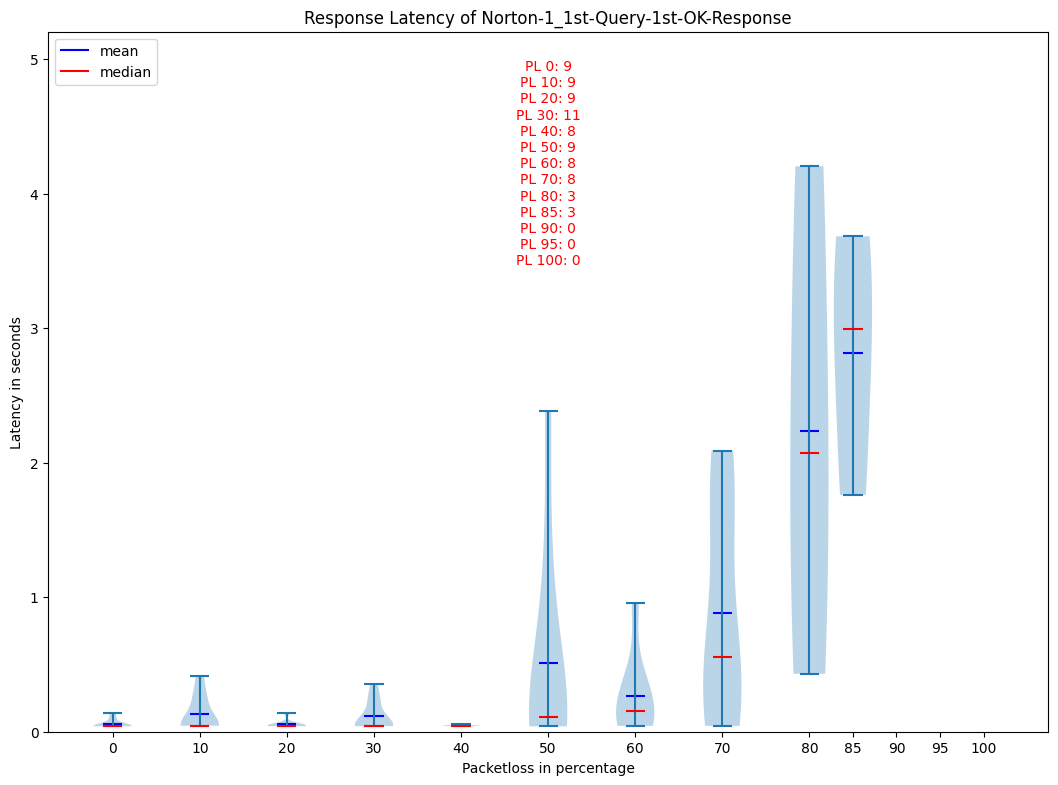 Response Latency of Norton-1_1st-Query-1st-OK-Response
mean
median
PL 0: 9
PL 10: 9
PL 20: 9
PL 30: 11
PL 40: 8
PL 50: 9
PL 60: 8
PL 70: 8
PL 80: 3
PL 85: 3
PL 90: 0
PL 95: 0
PL 100: 0
5
4
3
2
1
0
Latency in seconds
0 10 20 30 40 50 60 70 80 85 90 95 100
Packetloss in percentage